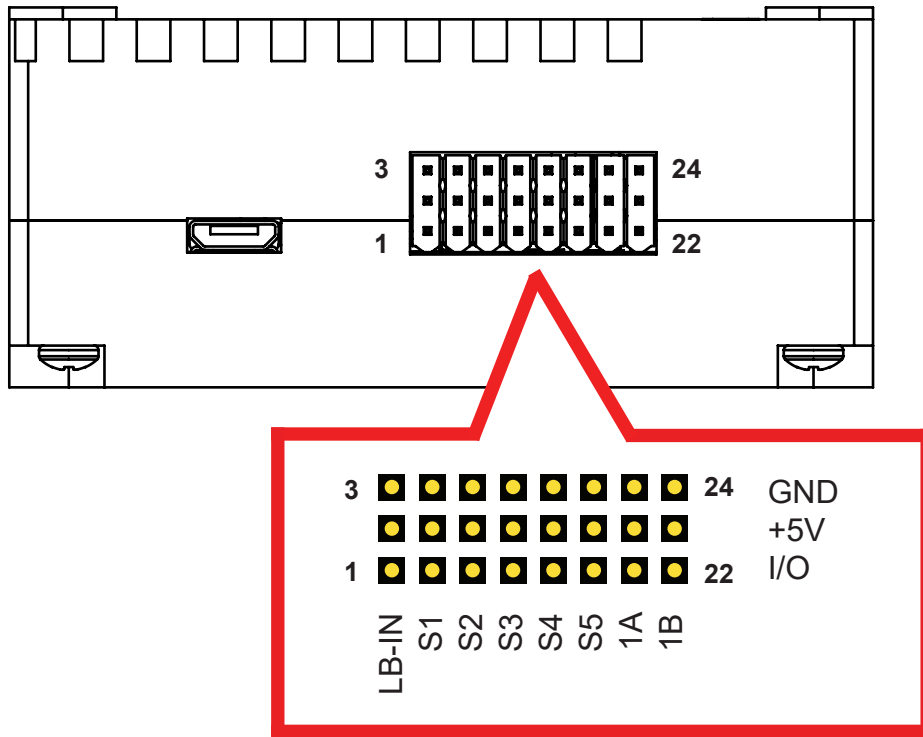 3 24
1 22
3 24 GND
+5V
1 22 I/O
LB-IN S1 S2 S3 S4 S5 1A 1B